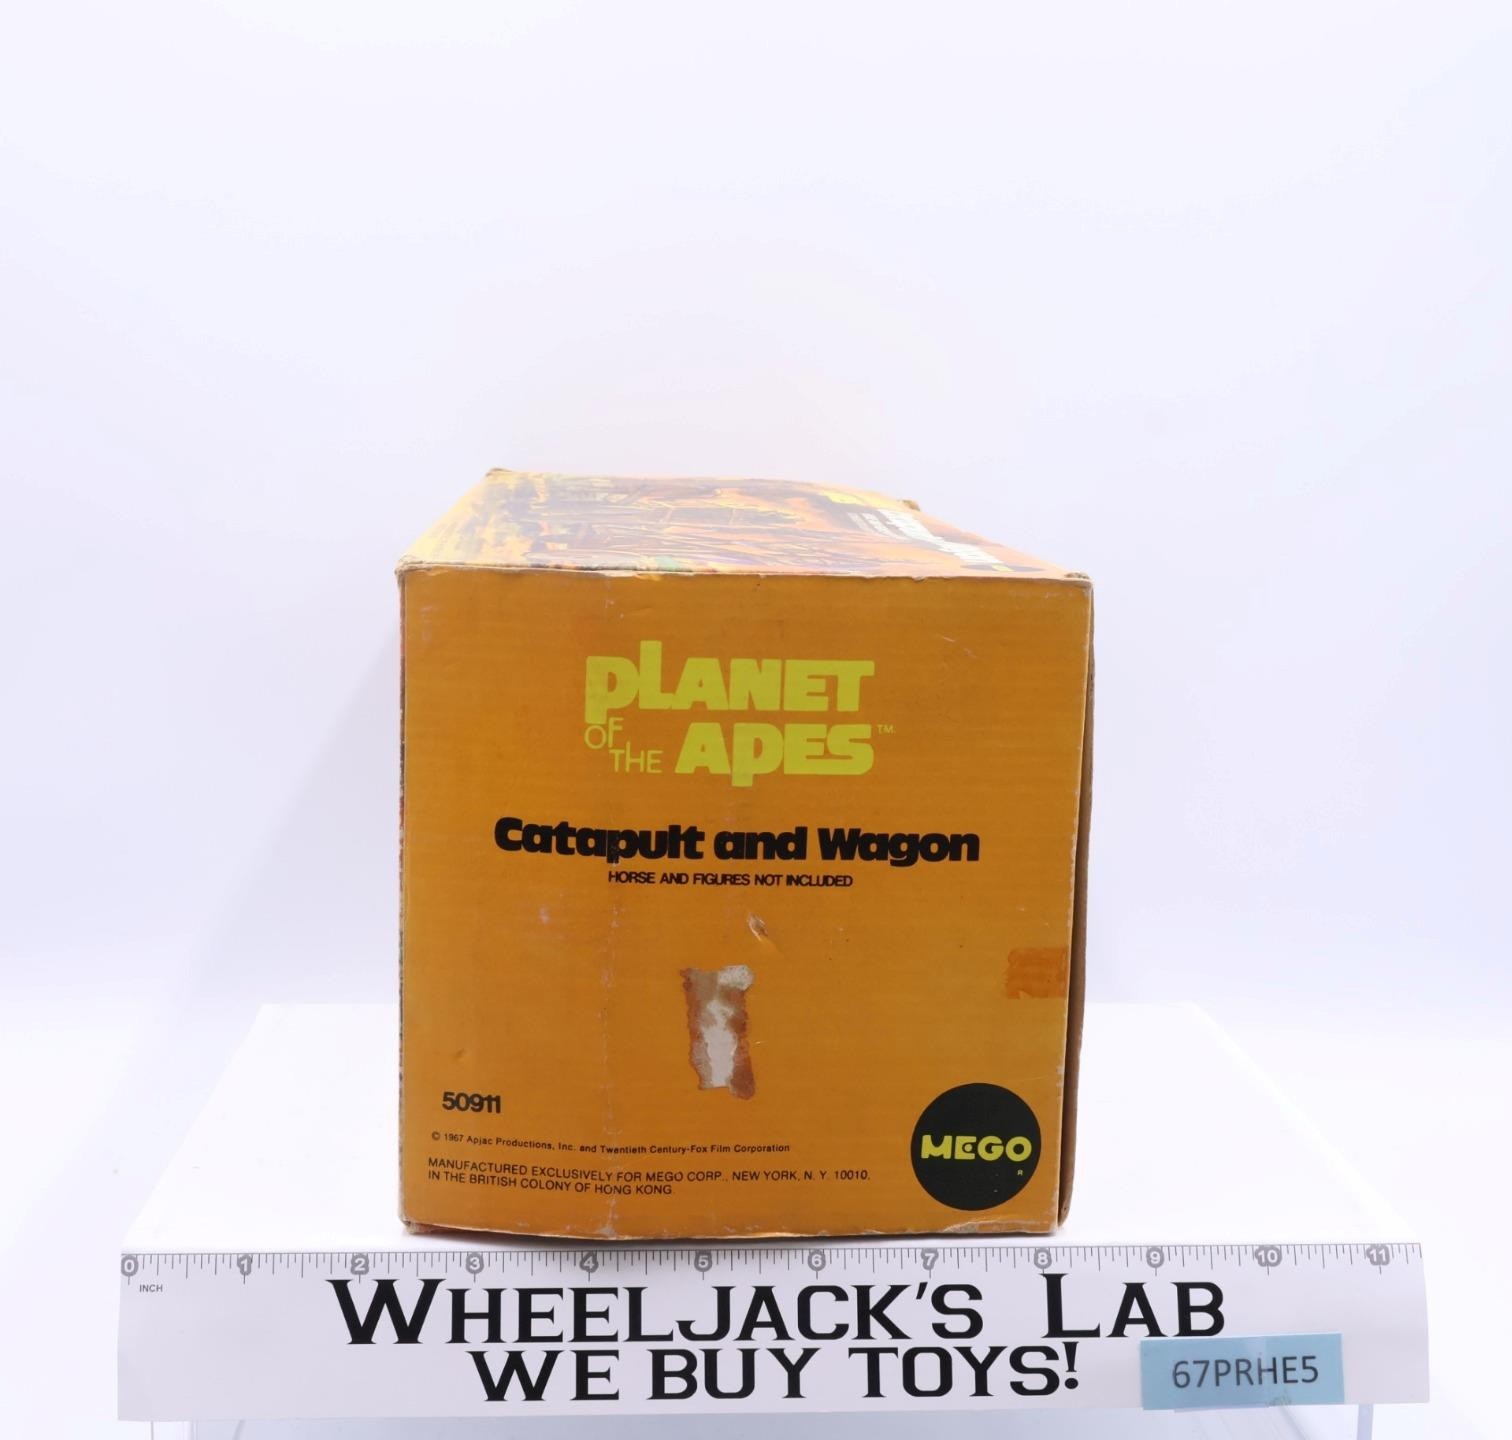 PLANET
OF THE APES™
Catapult and Wagon
HORSE AND FIGURES NOT INCLUDED
50911
© 1967 Apjac Productions, Inc. and Twentieth Century-Fox Film Corporation
MANUFACTURED EXCLUSIVELY FOR MEGO CORP., NEW YORK, N. Y. 10010,
IN THE BRITISH COLONY OF HONG KONG.
MEGO
R
0 1 2 3 4 5 6 7 8 9 10 11
INCH
WHEELJACK'S LAB
WE BUY TOYS!
67PRHE5